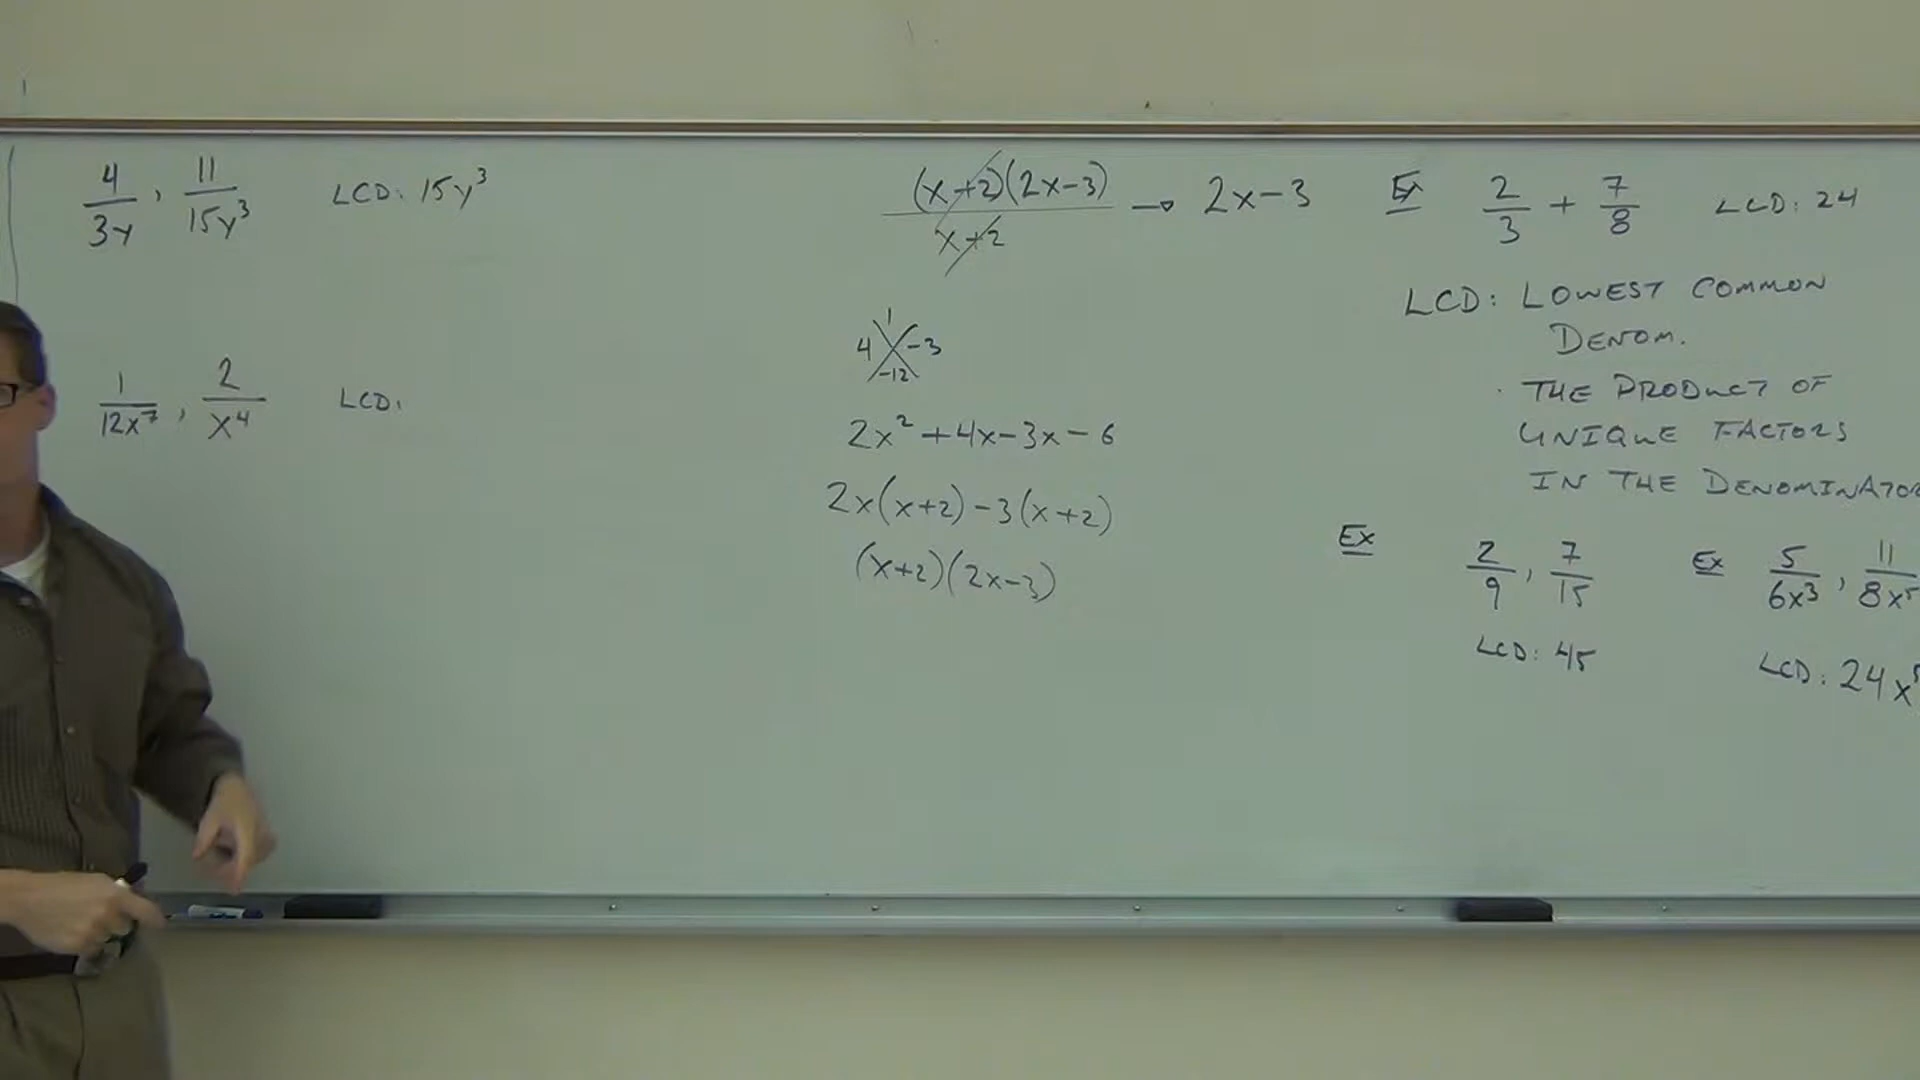 4/3y , 11/15y³ LCD: 15y³
1/12x⁷ , 2/x⁴ LCD:
(x+2)(2x-3)/x+2 → 2x-3
1
4 -3
-12
2x² +4x-3x-6
2x(x+2)-3(x+2)
(x+2)(2x-3)
Ex 2/3 + 7/8 LCD: 24
LCD: LOWEST COMMON
DENOM.
· THE PRODUCT OF
UNIQUE FACTORS
IN THE DENOMINATOR
Ex 2/9 , 7/15
LCD: 45
Ex 5/6x³ , 11/8x⁵
LCD: 24x⁵